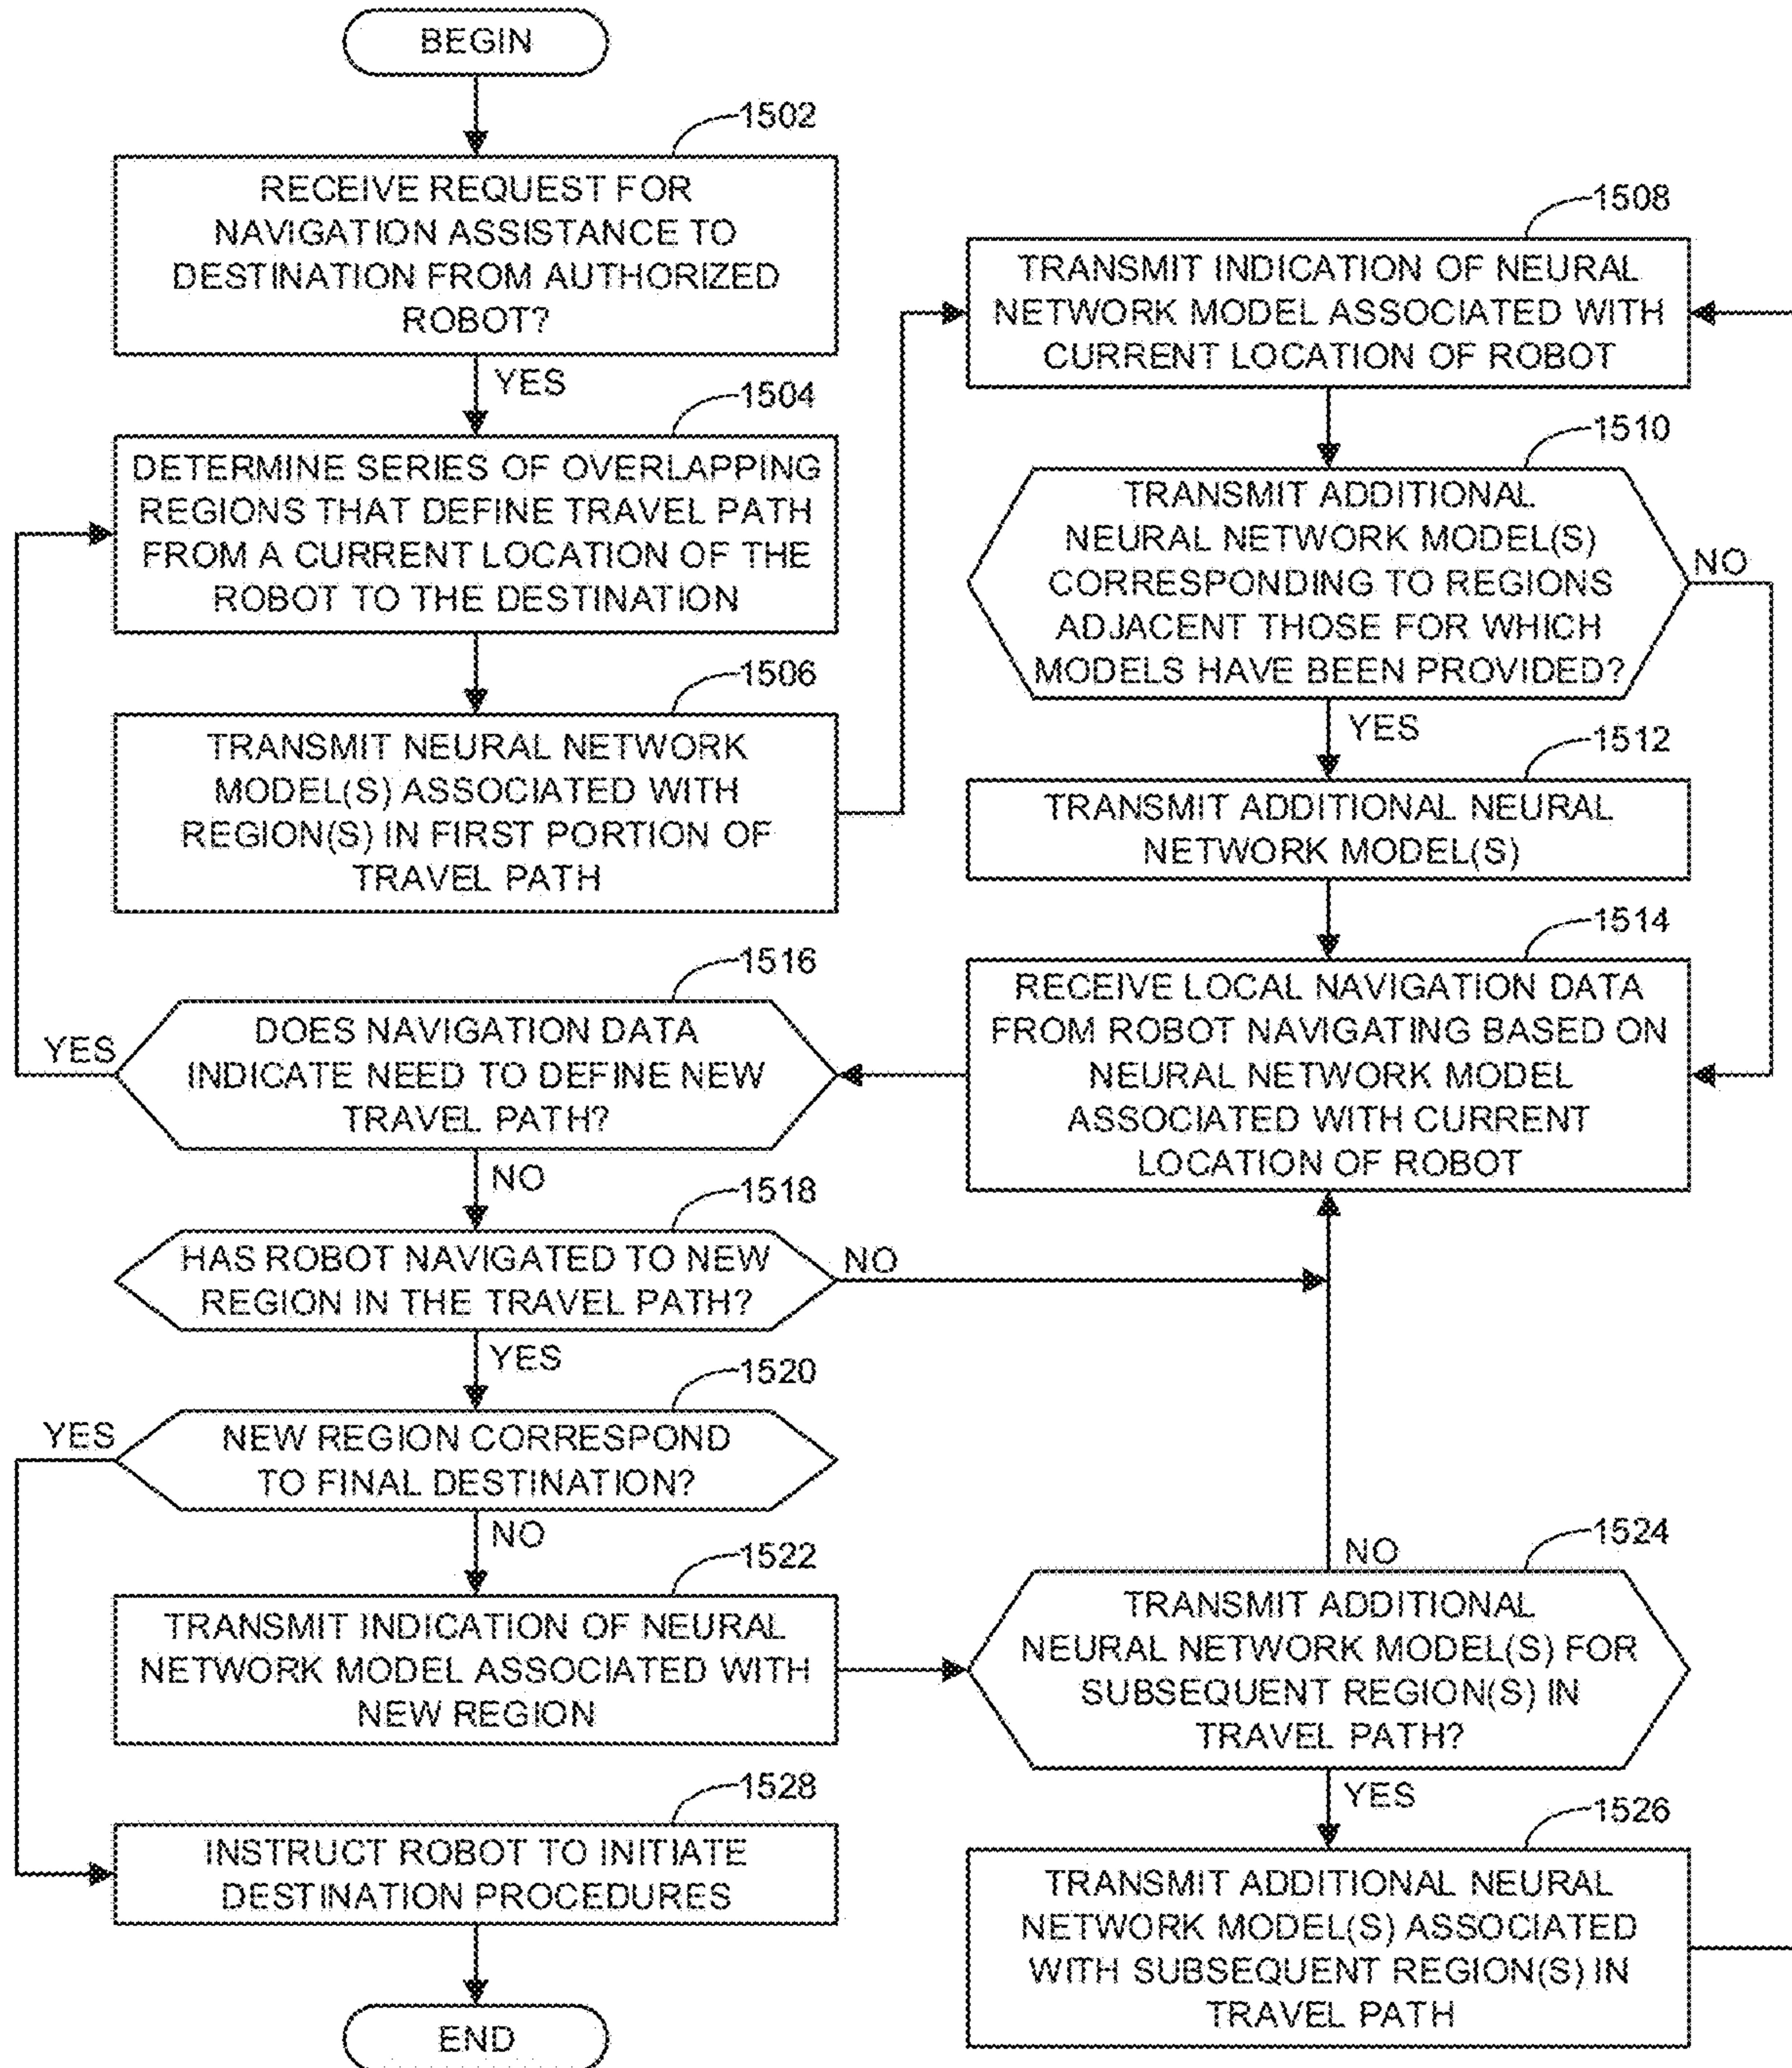 BEGIN
1502
RECEIVE REQUEST FOR
NAVIGATION ASSISTANCE TO
DESTINATION FROM AUTHORIZED
ROBOT?
YES
1504
DETERMINE SERIES OF OVERLAPPING
REGIONS THAT DEFINE TRAVEL PATH
FROM A CURRENT LOCATION OF THE
ROBOT TO THE DESTINATION
1506
TRANSMIT NEURAL NETWORK
MODEL(S) ASSOCIATED WITH
REGION(S) IN FIRST PORTION OF
TRAVEL PATH
1508
TRANSMIT INDICATION OF NEURAL
NETWORK MODEL ASSOCIATED WITH
CURRENT LOCATION OF ROBOT
1510
TRANSMIT ADDITIONAL
NEURAL NETWORK MODEL(S)
CORRESPONDING TO REGIONS
ADJACENT THOSE FOR WHICH
MODELS HAVE BEEN PROVIDED?
NO
YES
1512
TRANSMIT ADDITIONAL NEURAL
NETWORK MODEL(S)
1514
RECEIVE LOCAL NAVIGATION DATA
FROM ROBOT NAVIGATING BASED ON
NEURAL NETWORK MODEL
ASSOCIATED WITH CURRENT
LOCATION OF ROBOT
1516
DOES NAVIGATION DATA
INDICATE NEED TO DEFINE NEW
TRAVEL PATH?
YES
NO
1518
HAS ROBOT NAVIGATED TO NEW
REGION IN THE TRAVEL PATH?
NO
YES
1520
NEW REGION CORRESPOND
TO FINAL DESTINATION?
YES
NO
1522
TRANSMIT INDICATION OF NEURAL
NETWORK MODEL ASSOCIATED WITH
NEW REGION
1524
NO
TRANSMIT ADDITIONAL
NEURAL NETWORK MODEL(S) FOR
SUBSEQUENT REGION(S) IN
TRAVEL PATH?
YES
1526
TRANSMIT ADDITIONAL NEURAL
NETWORK MODEL(S) ASSOCIATED
WITH SUBSEQUENT REGION(S) IN
TRAVEL PATH
1528
INSTRUCT ROBOT TO INITIATE
DESTINATION PROCEDURES
END